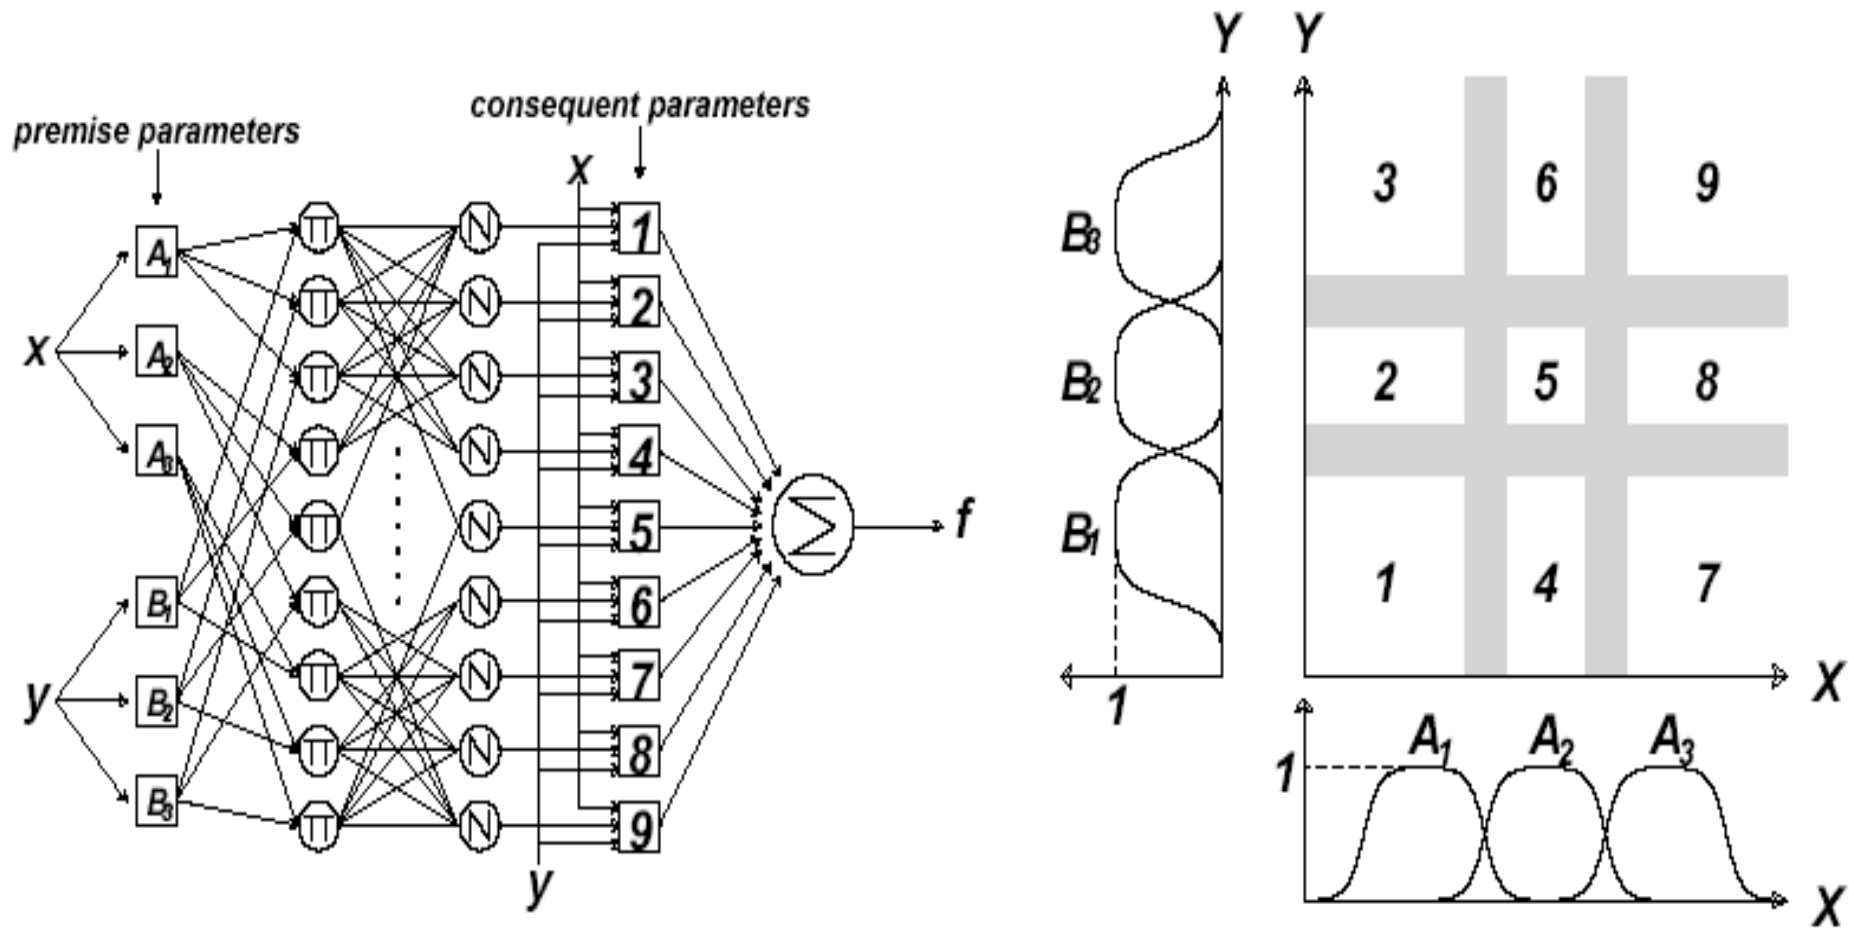 premise parameters
consequent parameters
x
x
y
A1
A2
A3
B1
B2
B3
Π
Π
Π
Π
Π
Π
Π
Π
Π
N
N
N
N
N
N
N
N
N
1
2
3
4
5
6
7
8
9
y
Σ
f
Y
B3
B2
B1
1
Y
3 6 9
2 5 8
1 4 7
X
A1 A2 A3
1
X